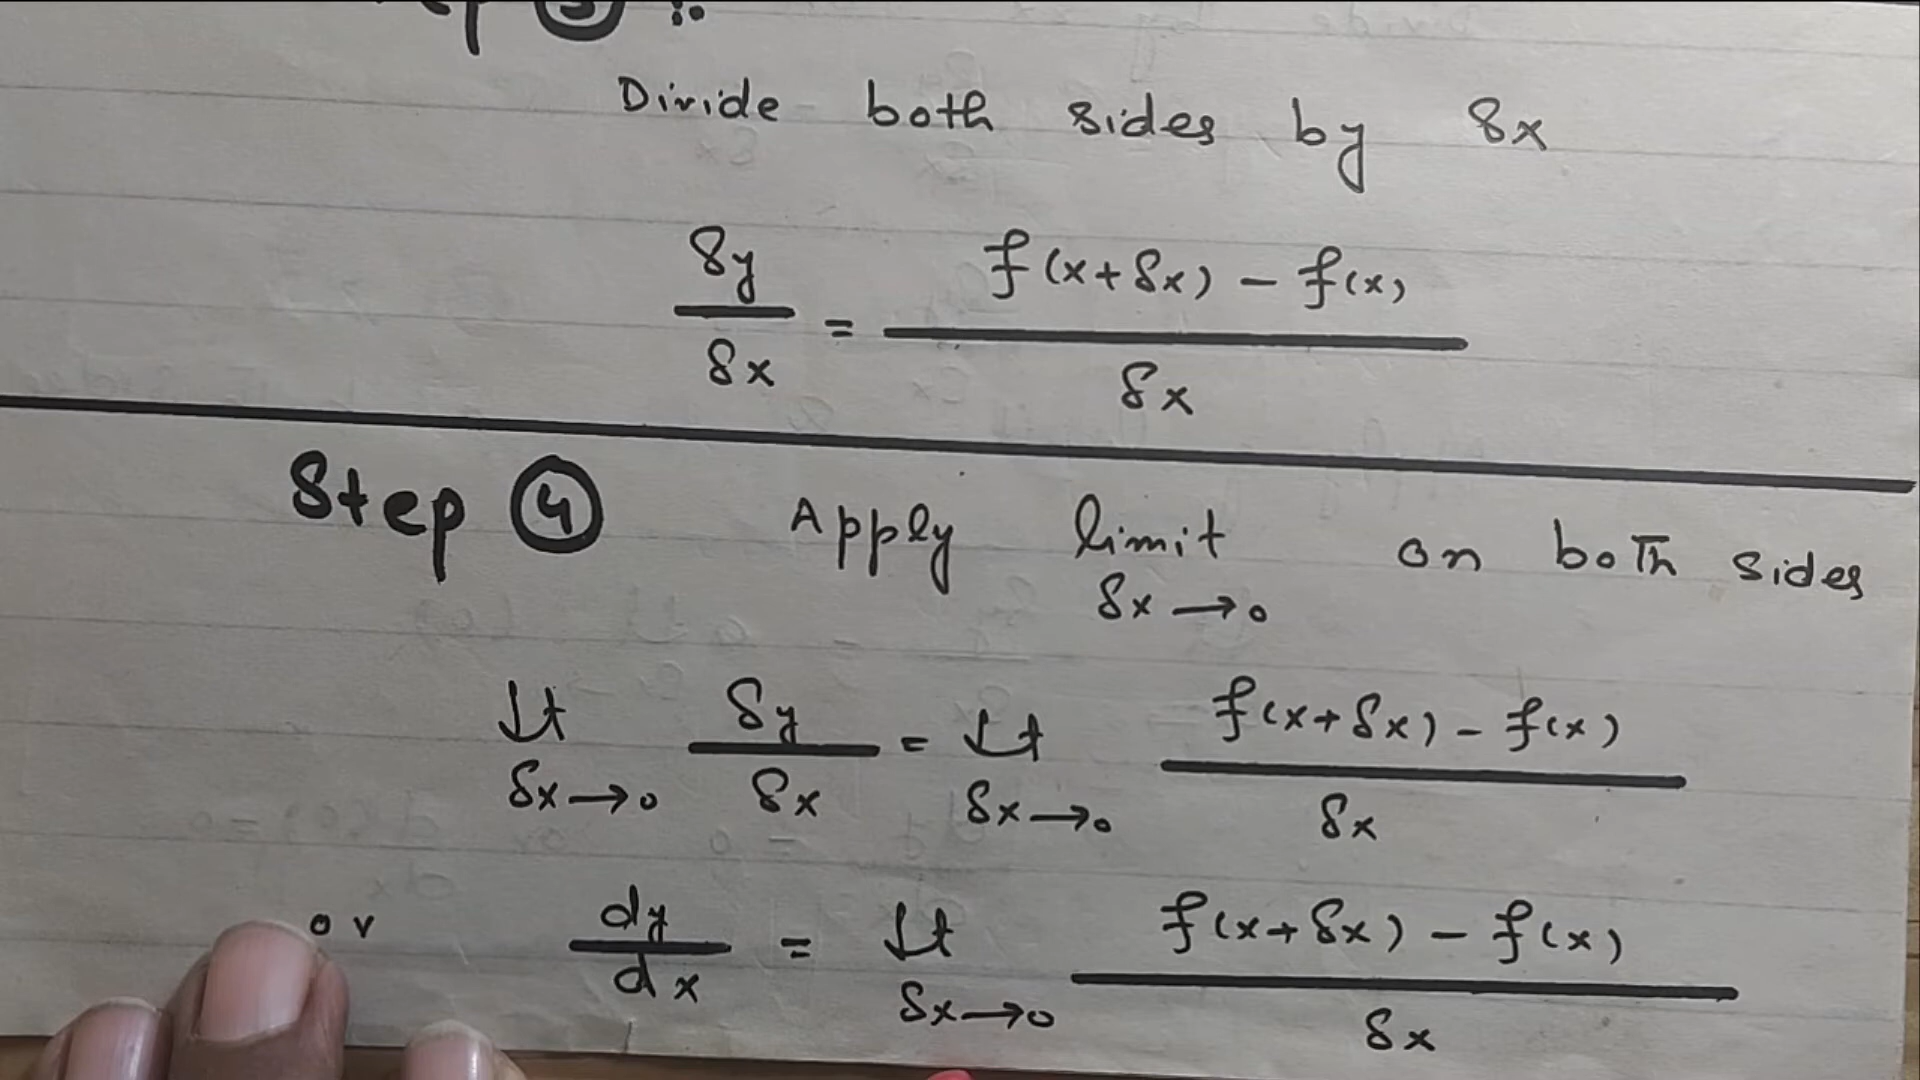 Divide both sides by δx
δy/δx = f(x+δx) - f(x)/δx
Step ④ Apply limit on both sides
δx→0
Lt δx→0 δy/δx = Lt δx→0 f(x+δx) - f(x)/δx
or dy/dx = Lt δx→0 f(x+δx) - f(x)/δx